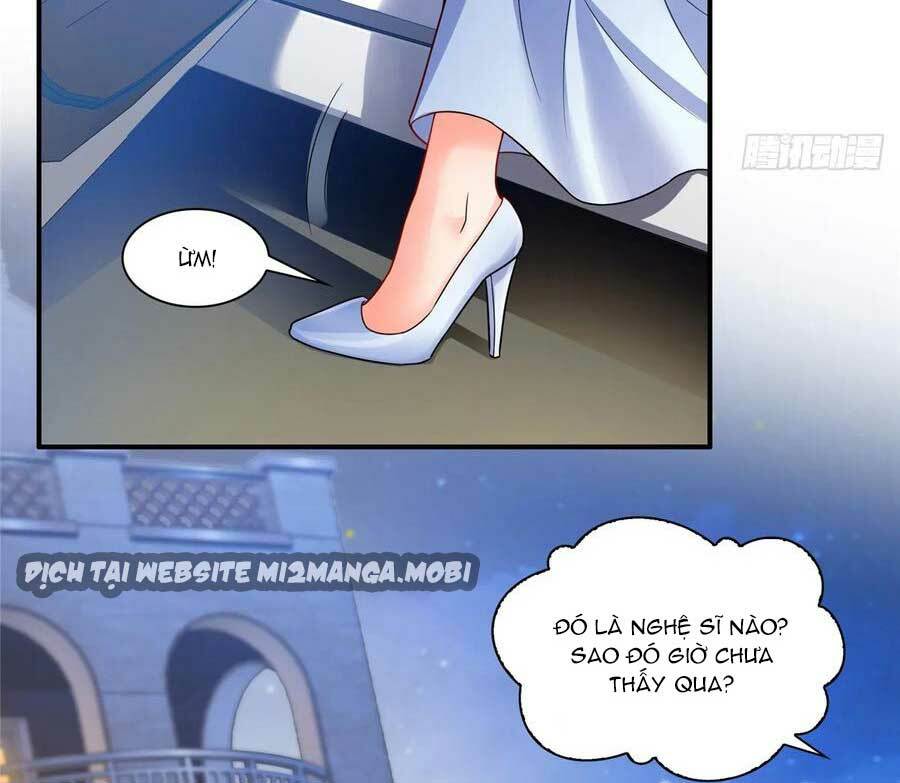 腾讯动漫
ỪM!
DỊCH TẠI WEBSITE MI2MANGA.MOBI
ĐÓ LÀ NGHỆ SĨ NÀO?
SAO ĐÓ GIỜ CHƯA
THẤY QUA?